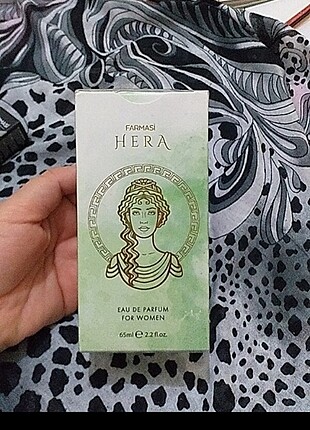 FARMASİ
HERA
EAU DE PARFUM
FOR WOMEN
65ml ℮ 2.2 fl.oz.